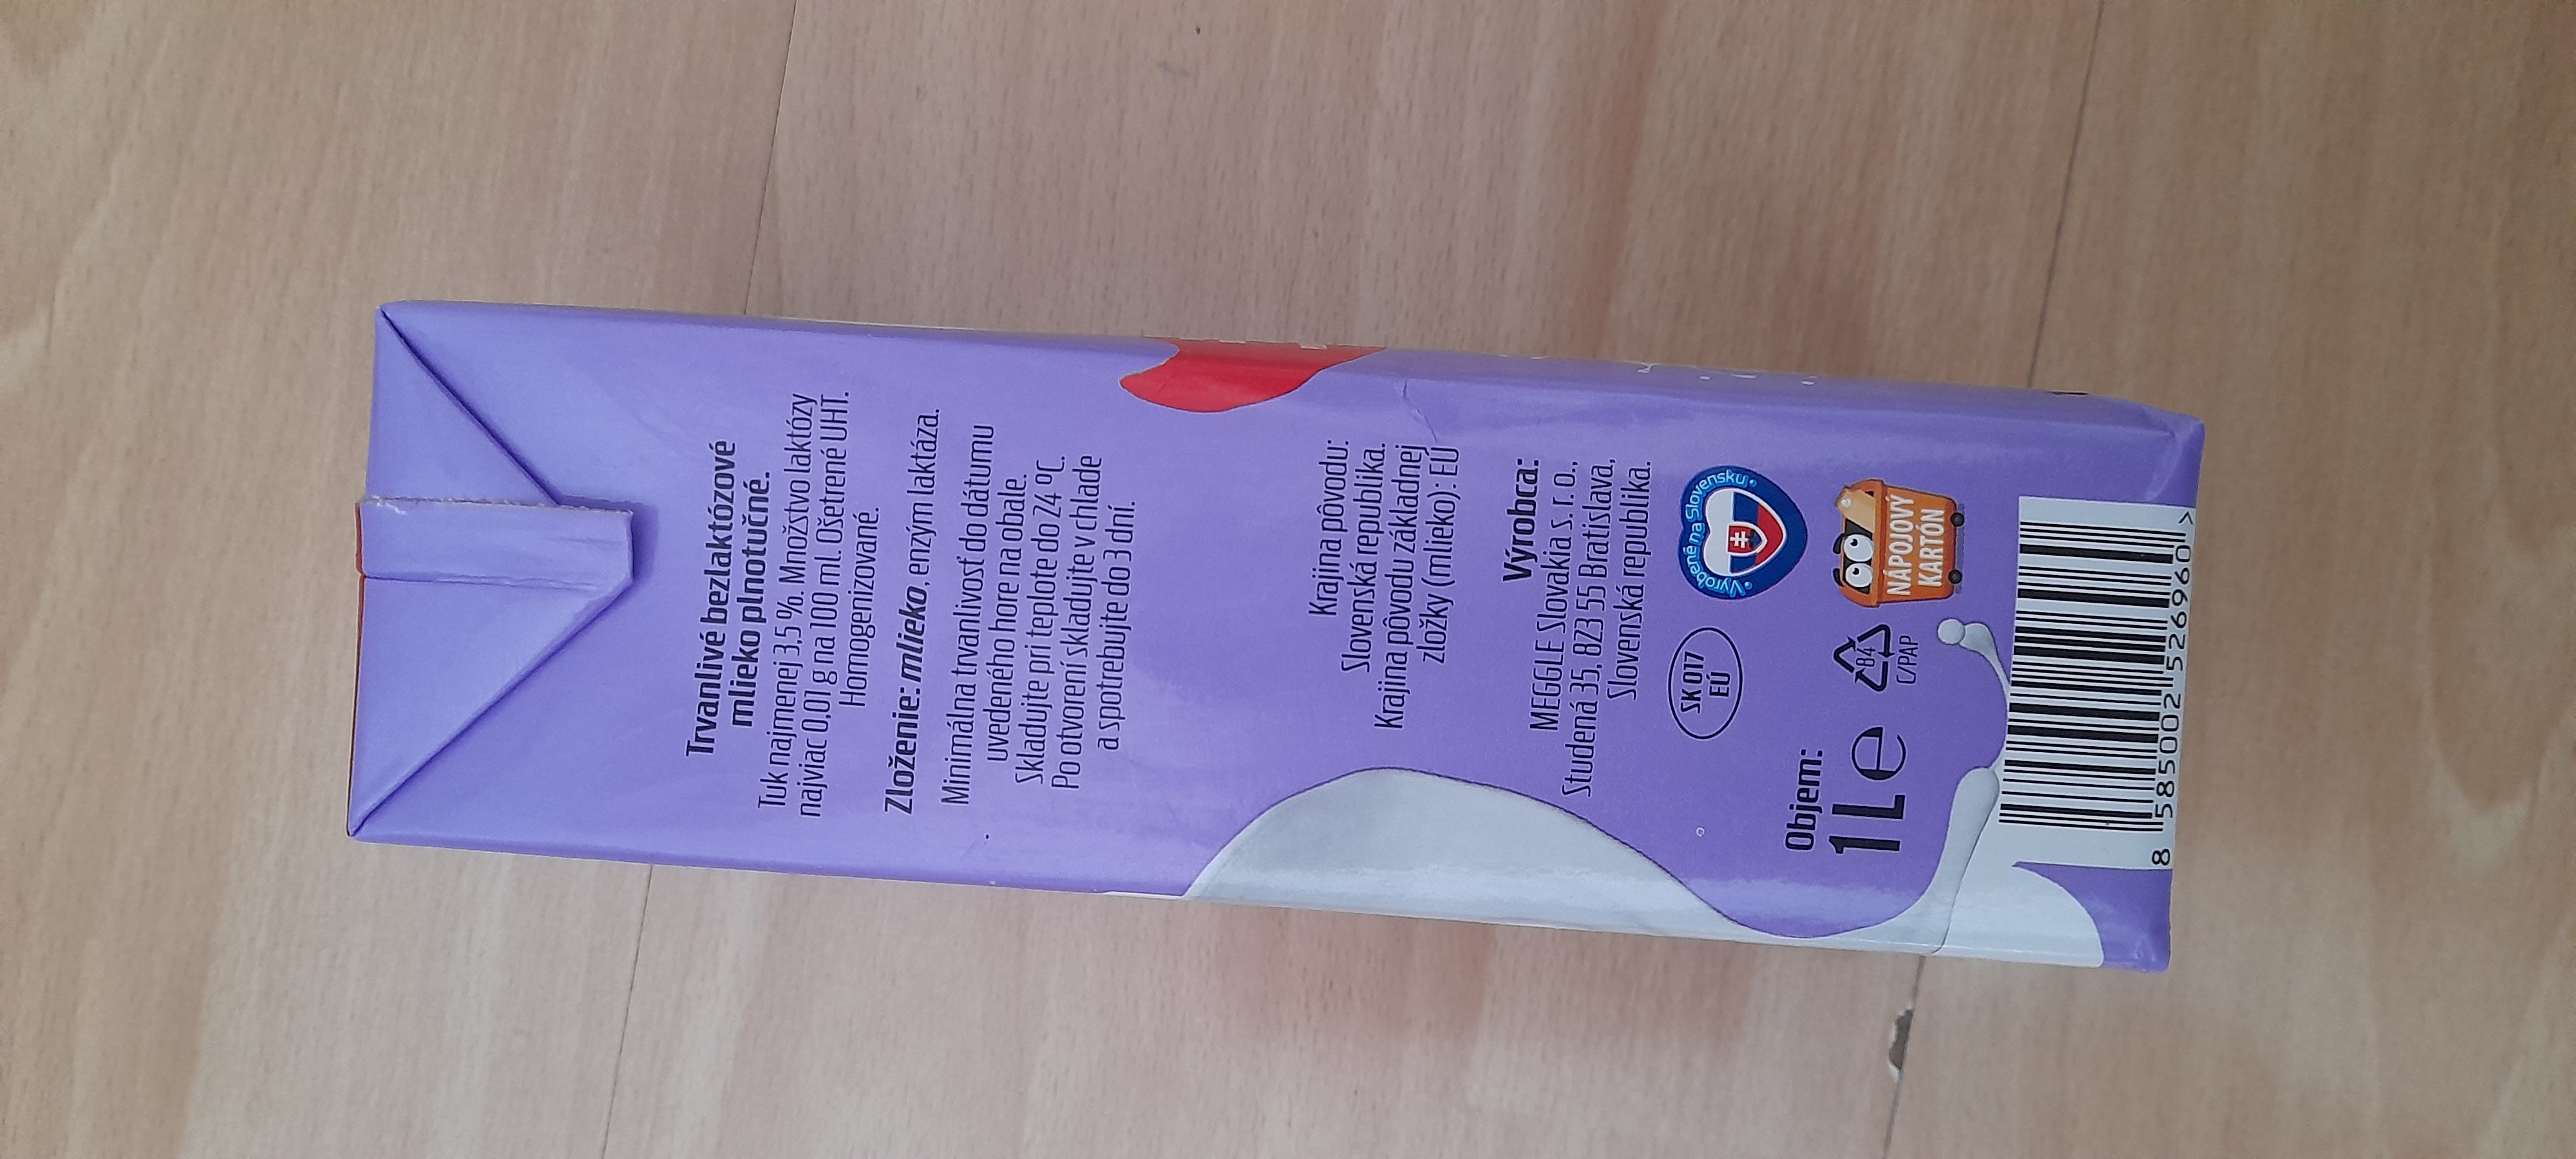 Trvanlivé bezlaktózové
mlieko plnotučné.
Tuk najmenej 3,5 %. Množstvo laktózy
najviac 0,01 g na 100 ml. Ošetrené UHT.
Homogenizované.
Zloženie: mlieko, enzým laktáza.
Minimálna trvanlivosť do dátumu
uvedeného hore na obale.
Skladujte pri teplote do 24 °C.
Po otvorení skladujte v chlade
a spotrebujte do 3 dní.
Krajina pôvodu:
Slovenská republika.
Krajina pôvodu základnej
zložky (mlieko): EÚ
Výrobca:
MEGGLE Slovakia s. r. o.,
Studená 35, 823 55 Bratislava,
Slovenská republika.
SK 017
EÚ
• Vyrobené na Slovensku •
Objem:
1 L e
84
C/PAP
NÁPOJOVÝ
KARTÓN
8 585002 526960 >